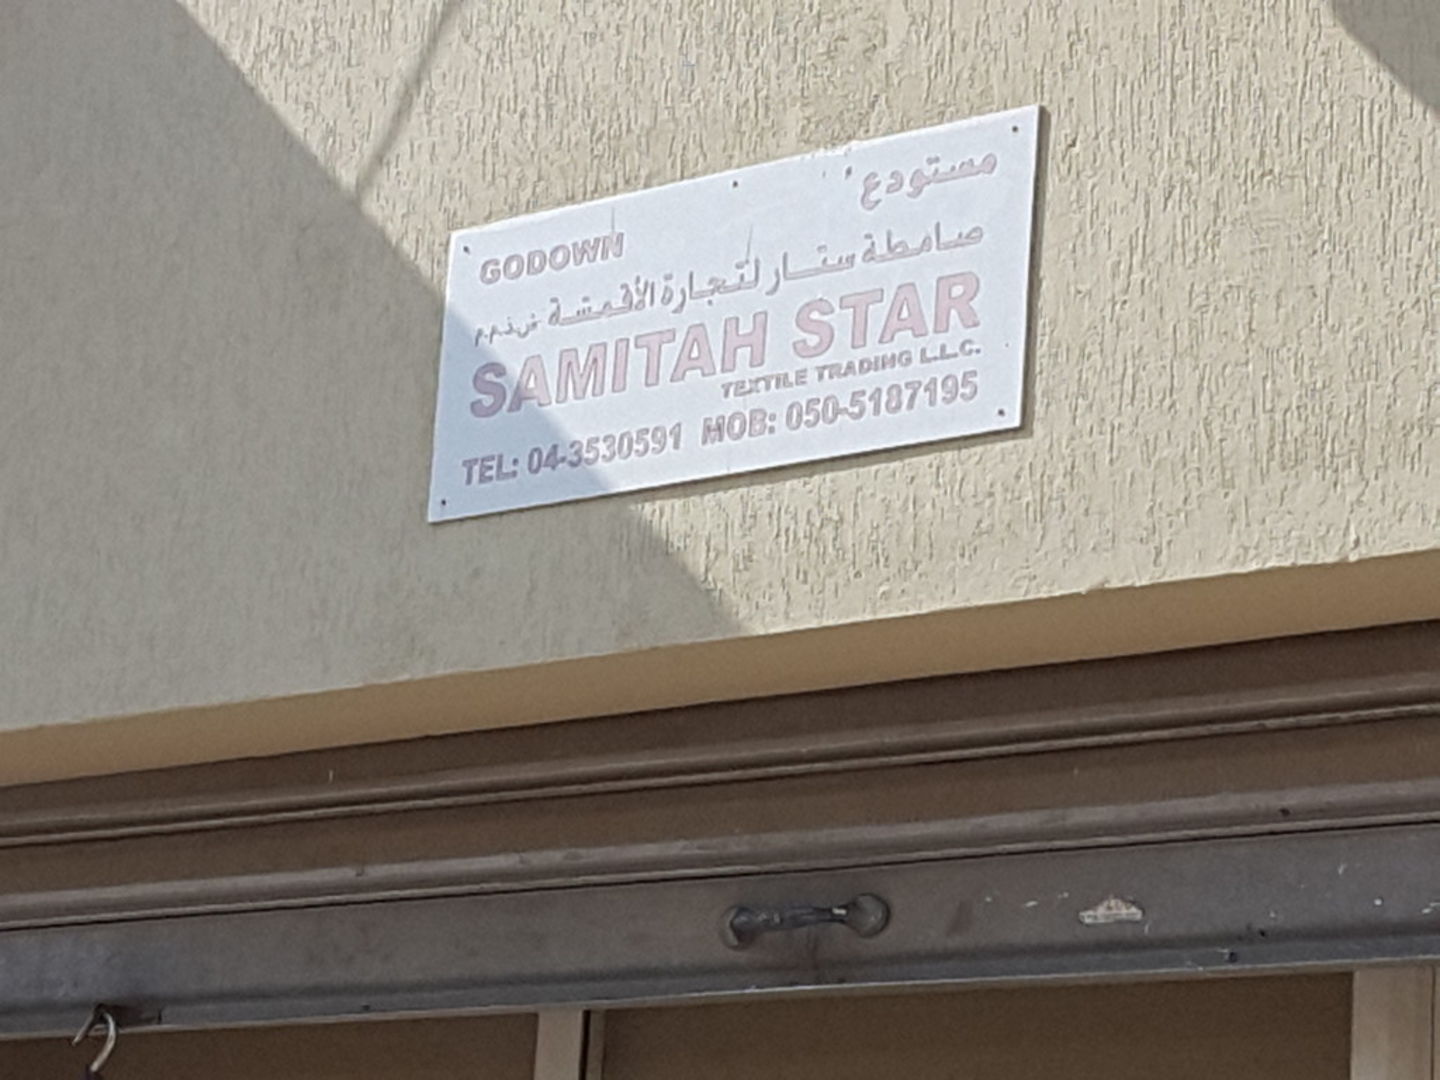 مستودع
GODOWN
صامطة ستار لتجارة الأقمشة ش.ذ.م.م
SAMITAH STAR
TEXTILE TRADING L.L.C.
TEL: 04-3530591 MOB: 050-5187195